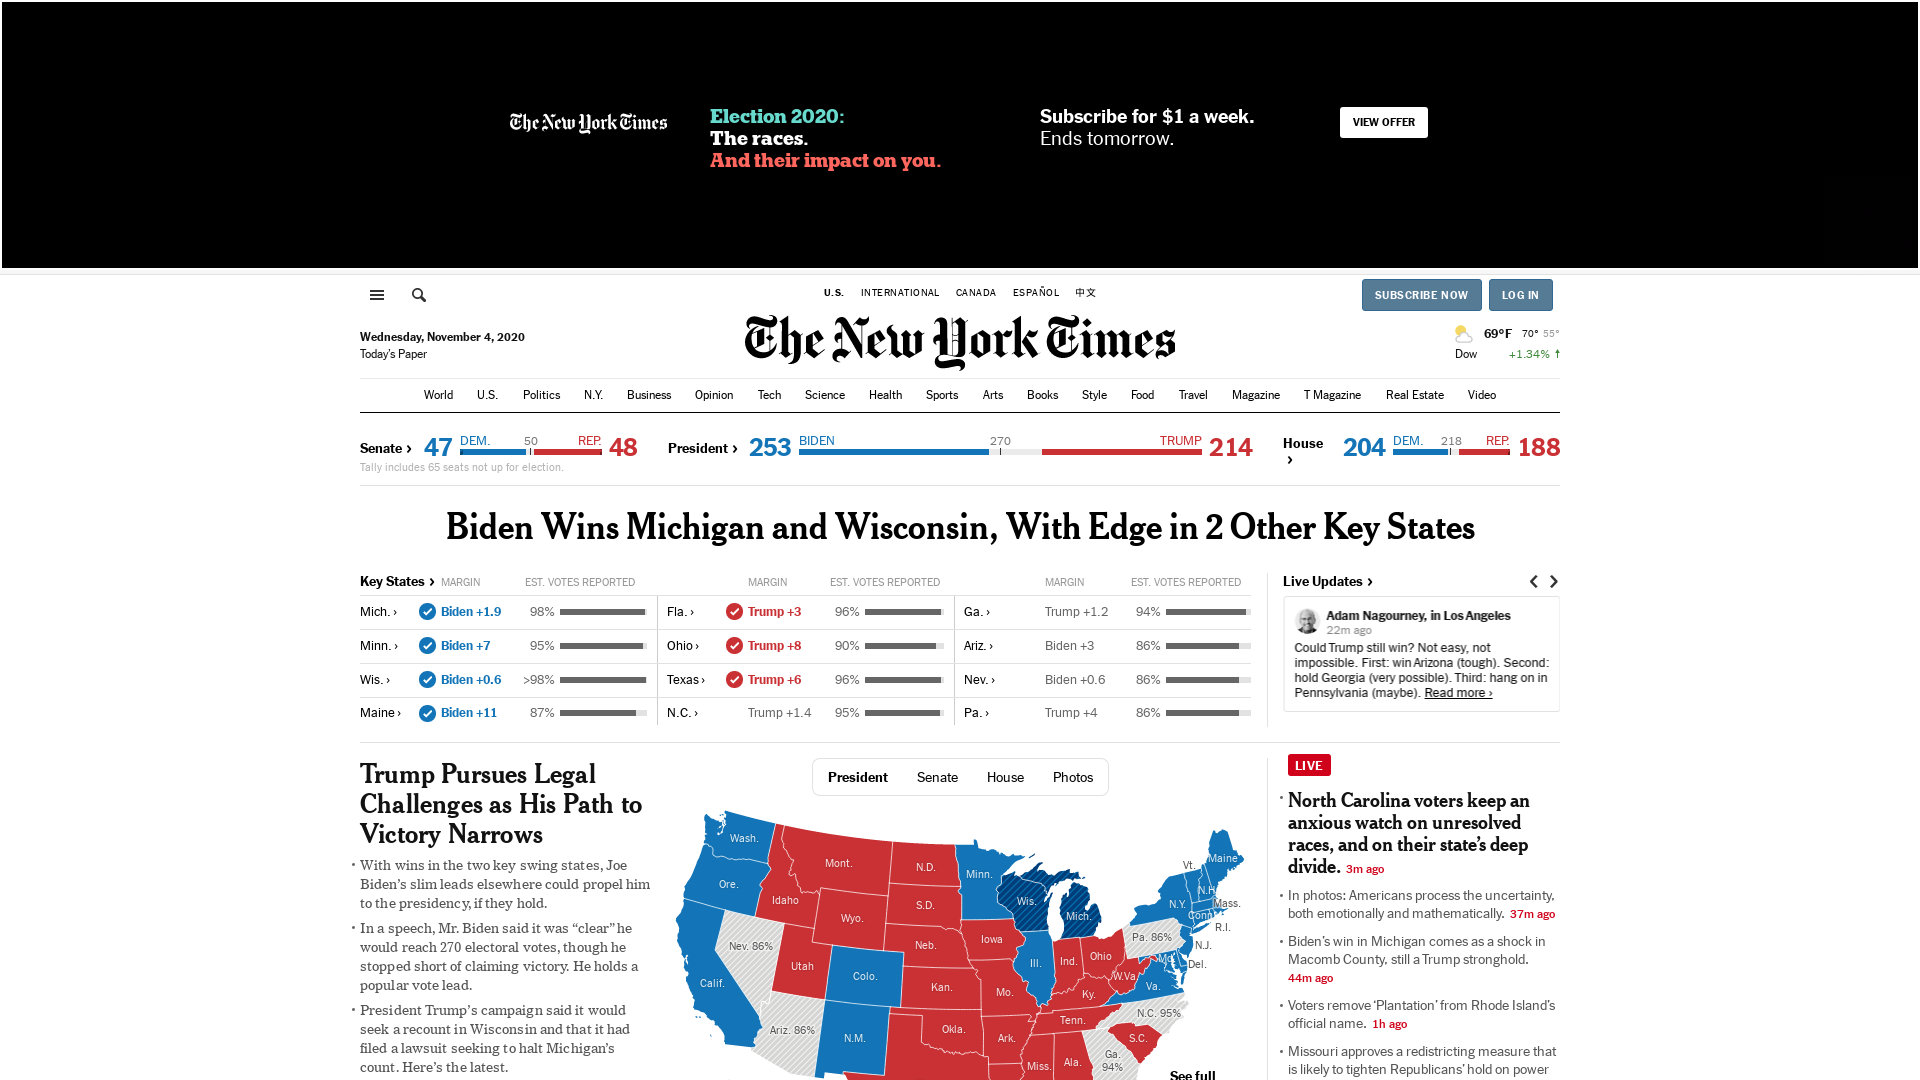 The New York Times
Election 2020:
The races.
And their impact on you.
Subscribe for $1 a week.
Ends tomorrow.
VIEW OFFER
U.S. INTERNATIONAL CANADA ESPAÑOL 中文
SUBSCRIBE NOW LOG IN
Wednesday, November 4, 2020
Today's Paper
The New York Times
69°F 70° 55°
Dow +1.34% ↑
World U.S. Politics N.Y. Business Opinion Tech Science Health Sports Arts Books Style Food Travel Magazine T Magazine Real Estate Video
Senate › 47 DEM. 50 REP. 48
Tally includes 65 seats not up for election.
President › 253 BIDEN 270 TRUMP 214
House › 204 DEM. 218 REP. 188
Biden Wins Michigan and Wisconsin, With Edge in 2 Other Key States
Key States › MARGIN EST. VOTES REPORTED MARGIN EST. VOTES REPORTED MARGIN EST. VOTES REPORTED
Mich. › Biden +1.9 98% Fla. › Trump +3 96% Ga. › Trump +1.2 94%
Minn. › Biden +7 95% Ohio › Trump +8 90% Ariz. › Biden +3 86%
Wis. › Biden +0.6 >98% Texas › Trump +6 96% Nev. › Biden +0.6 86%
Maine › Biden +11 87% N.C. › Trump +1.4 95% Pa. › Trump +4 86%
Live Updates ›
Adam Nagourney, in Los Angeles
22m ago
Could Trump still win? Not easy, not
impossible. First: win Arizona (tough). Second:
hold Georgia (very possible). Third: hang on in
Pennsylvania (maybe). Read more ›
Trump Pursues Legal
Challenges as His Path to
Victory Narrows
• With wins in the two key swing states, Joe
Biden's slim leads elsewhere could propel him
to the presidency, if they hold.
• In a speech, Mr. Biden said it was "clear" he
would reach 270 electoral votes, though he
stopped short of claiming victory. He holds a
popular vote lead.
• President Trump's campaign said it would
seek a recount in Wisconsin and that it had
filed a lawsuit seeking to halt Michigan's
count. Here's the latest.
President Senate House Photos
Wash.
Mont.
N.D.
Minn.
Vt.
Maine
Ore.
Idaho
S.D.
Wis.
N.H.
Wyo.
Mich.
N.Y.
Mass.
Conn.
R.I.
Nev. 86%
Neb.
Iowa
Pa. 86%
N.J.
Utah
Colo.
Ill.
Ind.
Ohio
Md.
Del.
Calif.
Kan.
Mo.
W.Va.
Ky.
Va.
Ariz. 86%
N.M.
Okla.
Ark.
Tenn.
N.C. 95%
S.C.
Miss.
Ala.
Ga.
94%
See full
LIVE
• North Carolina voters keep an
anxious watch on unresolved
races, and on their state's deep
divide. 3m ago
• In photos: Americans process the uncertainty,
both emotionally and mathematically. 37m ago
• Biden's win in Michigan comes as a shock in
Macomb County, still a Trump stronghold.
44m ago
• Voters remove 'Plantation' from Rhode Island's
official name. 1h ago
• Missouri approves a redistricting measure that
is likely to tighten Republicans' hold on power